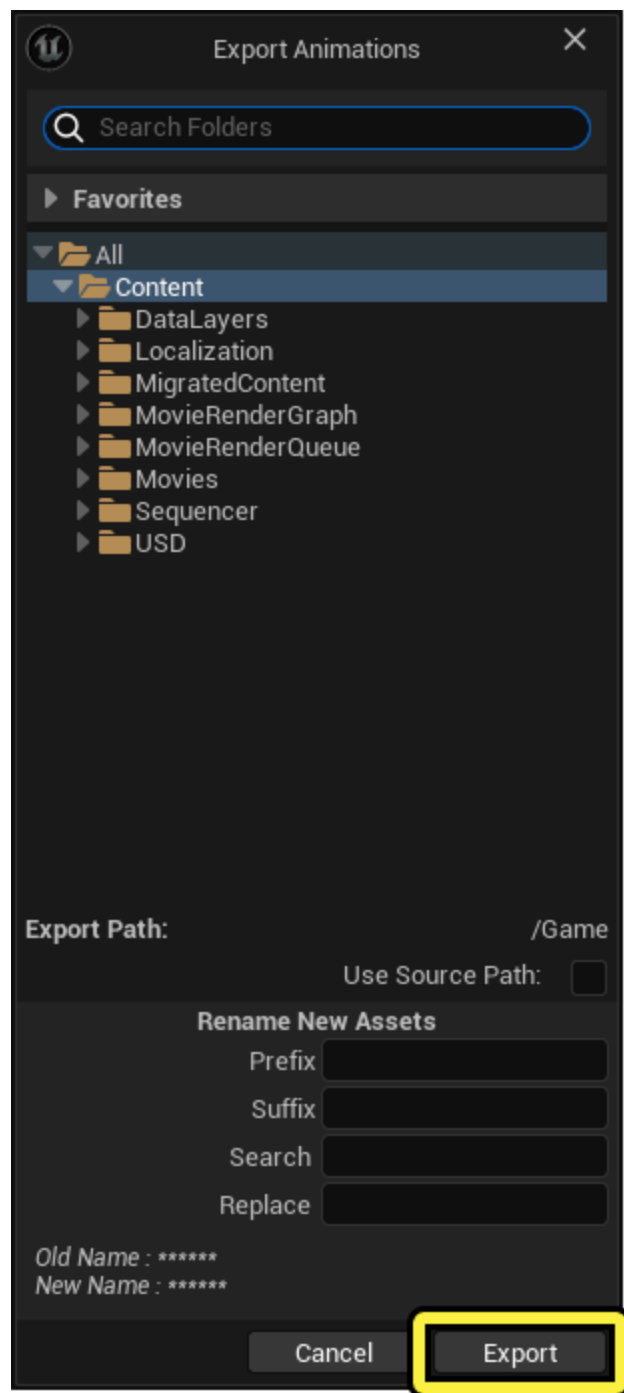 Export Animations
Search Folders
Favorites
All
Content
DataLayers
Localization
MigratedContent
MovieRenderGraph
MovieRenderQueue
Movies
Sequencer
USD
Export Path: /Game
Use Source Path:
Rename New Assets
Prefix
Suffix
Search
Replace
Old Name : ******
New Name : ******
Cancel Export